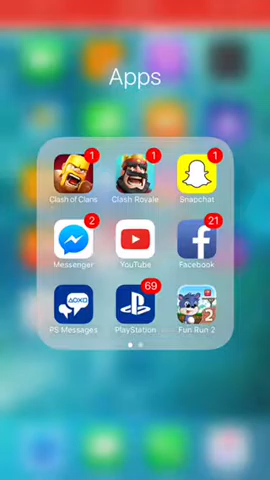 Apps
1 1 1
Clash of Clans Clash Royale Snapchat
2 21
Messenger YouTube Facebook
69
PS Messages PlayStation Fun Run 2
2